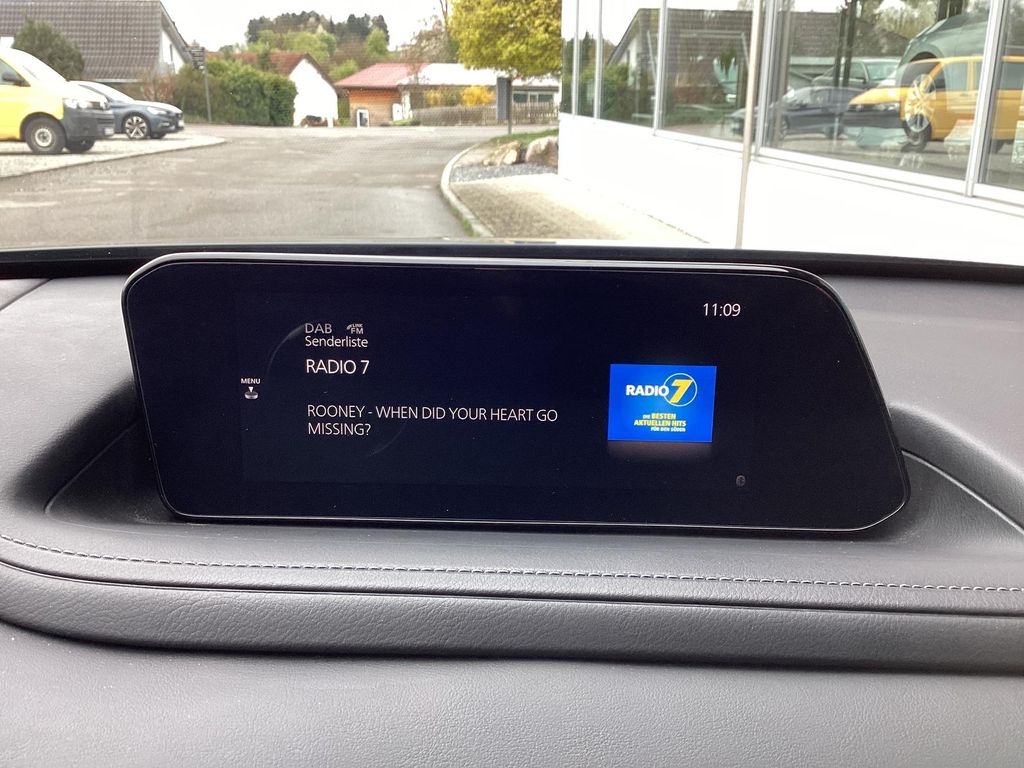 11:09
DAB LINK FM
Senderliste
RADIO 7
MENU
ROONEY - WHEN DID YOUR HEART GO
MISSING?
RADIO 7
DIE BESTEN
AKTUELLEN HITS
FÜR DEN SÜDEN